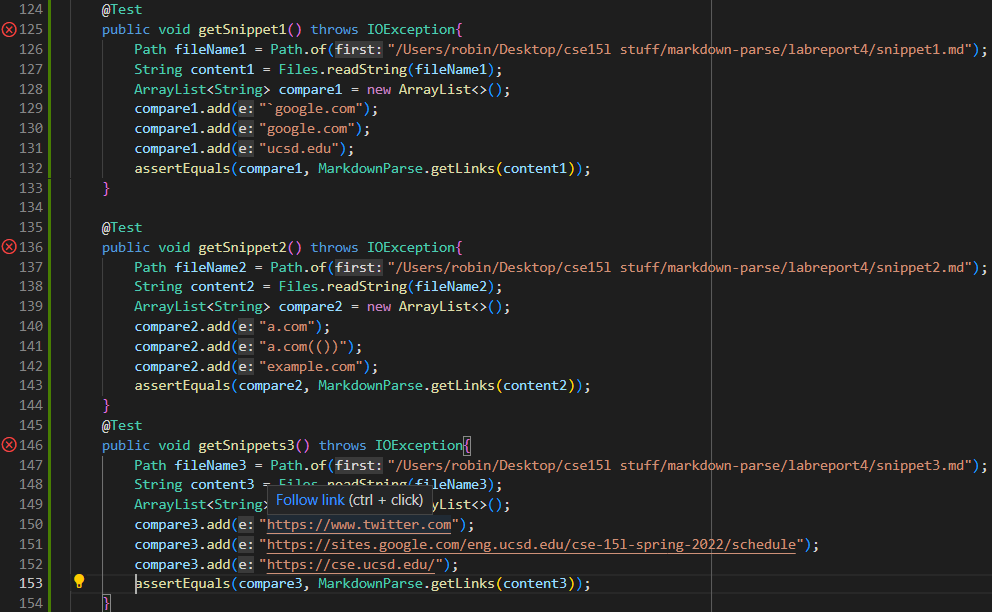 124 @Test
125 public void getSnippet1() throws IOException{
126 Path fileName1 = Path.of(first: "/Users/robin/Desktop/cse15l stuff/markdown-parse/labreport4/snippet1.md");
127 String content1 = Files.readString(fileName1);
128 ArrayList<String> compare1 = new ArrayList<>();
129 compare1.add(e: "`google.com");
130 compare1.add(e: "google.com");
131 compare1.add(e: "ucsd.edu");
132 assertEquals(compare1, MarkdownParse.getLinks(content1));
133 }
134
135 @Test
136 public void getSnippet2() throws IOException{
137 Path fileName2 = Path.of(first: "/Users/robin/Desktop/cse15l stuff/markdown-parse/labreport4/snippet2.md");
138 String content2 = Files.readString(fileName2);
139 ArrayList<String> compare2 = new ArrayList<>();
140 compare2.add(e: "a.com");
141 compare2.add(e: "a.com(())");
142 compare2.add(e: "example.com");
143 assertEquals(compare2, MarkdownParse.getLinks(content2));
144 }
145 @Test
146 public void getSnippets3() throws IOException{
147 Path fileName3 = Path.of(first: "/Users/robin/Desktop/cse15l stuff/markdown-parse/labreport4/snippet3.md");
148 String content3 = Files.readString(fileName3);
Follow link (ctrl + click)
149 ArrayList<String> yList<>();
150 compare3.add(e: "https://www.twitter.com");
151 compare3.add(e: "https://sites.google.com/eng.ucsd.edu/cse-15l-spring-2022/schedule");
152 compare3.add(e: "https://cse.ucsd.edu/");
153 assertEquals(compare3, MarkdownParse.getLinks(content3));
154 }